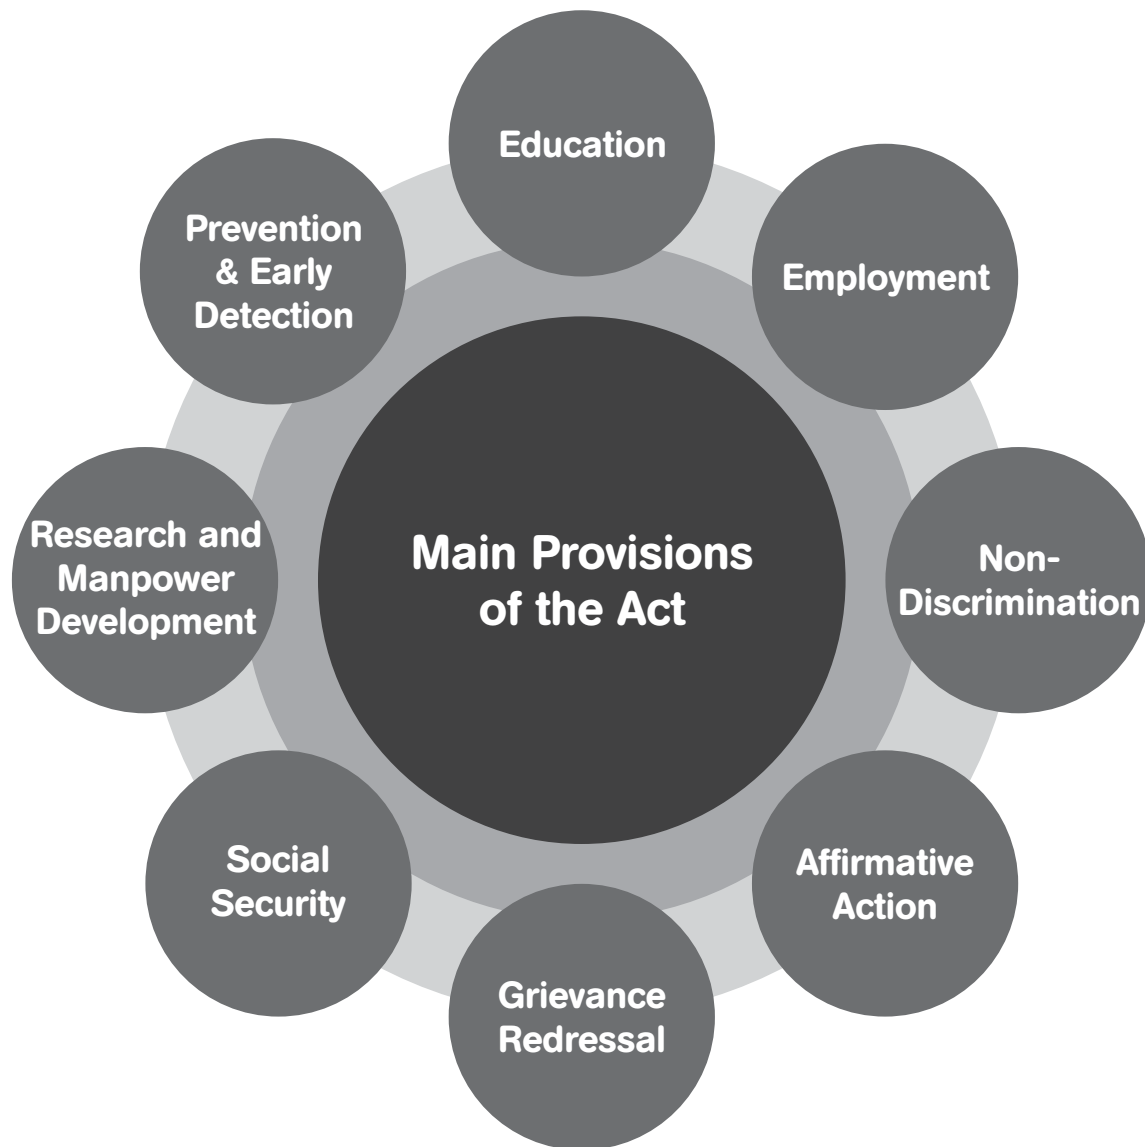 Education
Employment
Non-
Discrimination
Affirmative
Action
Grievance
Redressal
Social
Security
Research and
Manpower
Development
Prevention
& Early
Detection
Main Provisions
of the Act